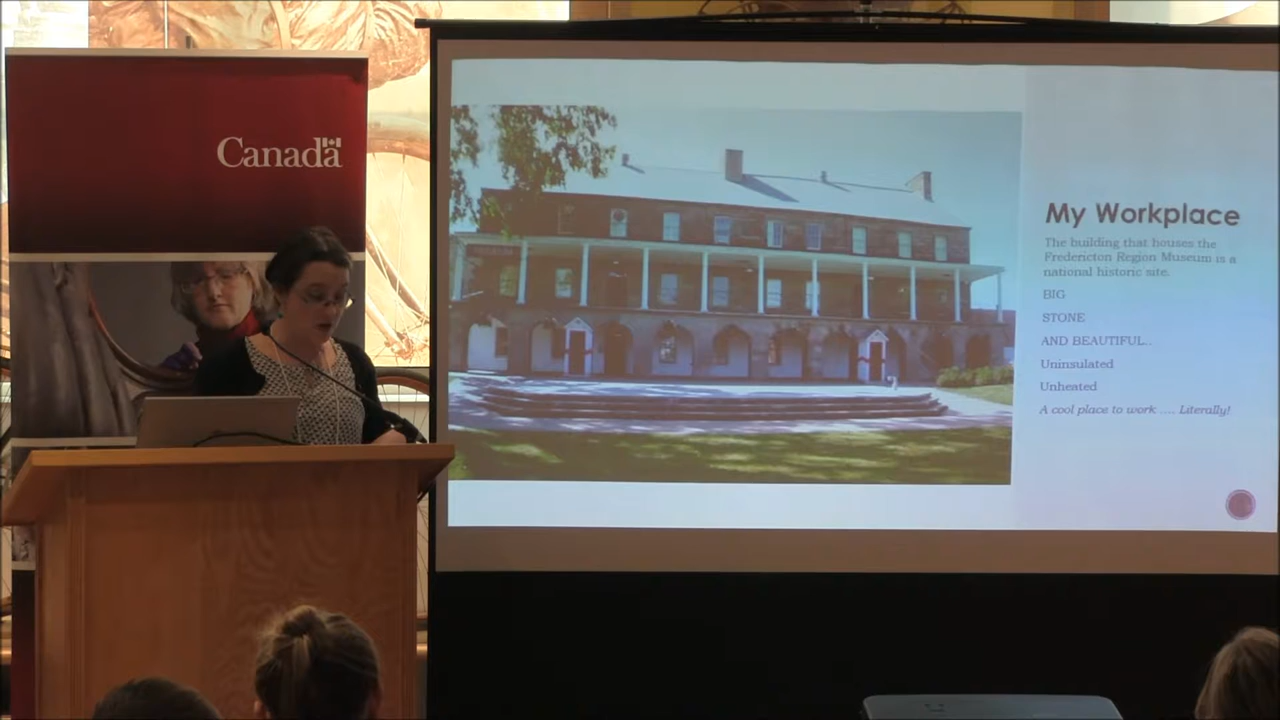 Canada
My Workplace
The building that houses the
Fredericton Region Museum is a
national historic site.
BIG
STONE
AND BEAUTIFUL..
Uninsulated
Unheated
A cool place to work .... Literally!